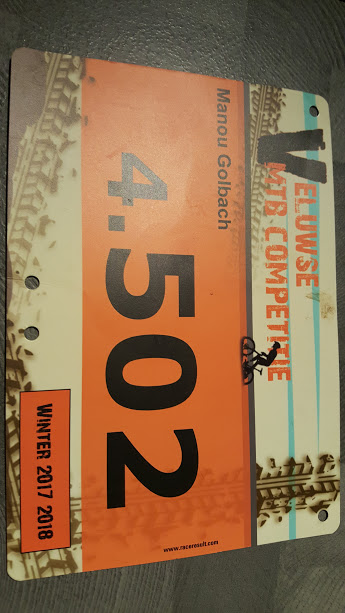 VELUWSE
MTB COMPETITIE
Manou Golbach
4.502
www.raceresult.com
WINTER 2017 2018